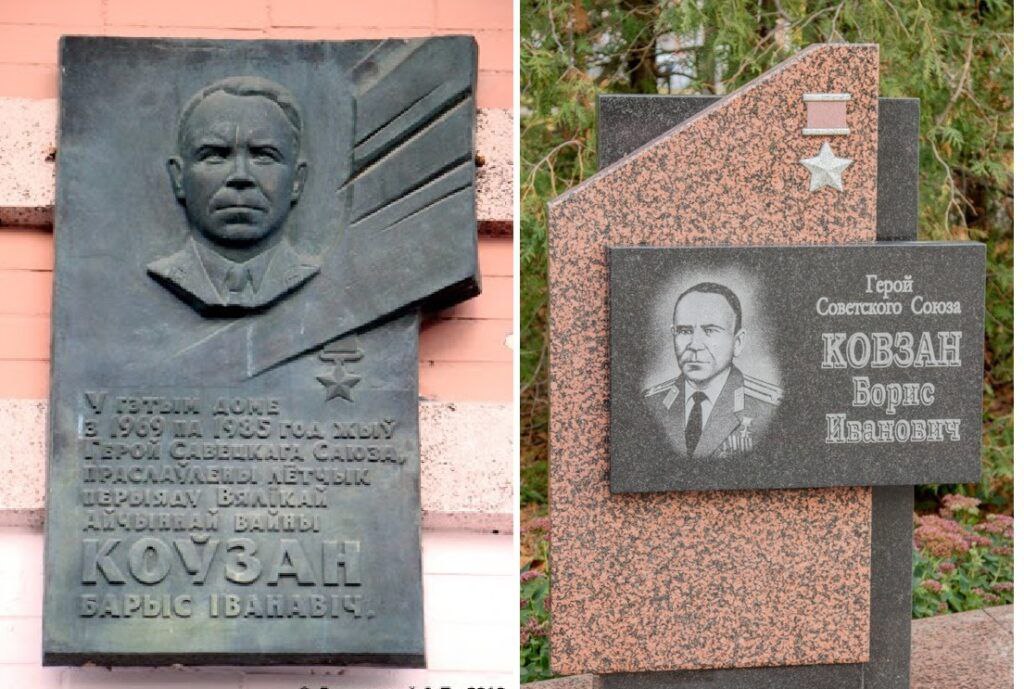 У ГЭТЫМ ДОМЕ
З 1969 ПА 1985 ГОД ЖЫЎ
ГЕРОЙ САВЕЦКАГА САЮЗА,
ПРАСЛАЎЛЕНЫ ЛЁТЧЫК
ПЕРЫЯДУ ВЯЛІКАЙ
АЙЧЫННАЙ ВАЙНЫ
КОЎЗАН
БАРЫС ІВАНАВІЧ.
Герой
Советского Союза
КОВЗАН
Борис
Иванович